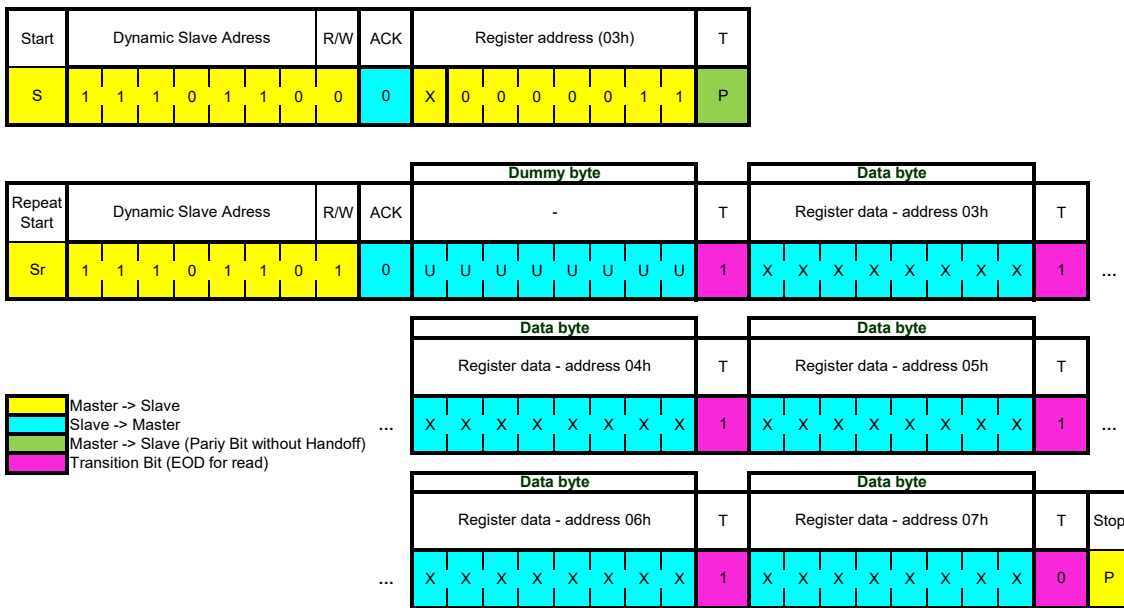 Start Dynamic Slave Adress R/W ACK Register address (03h) T
S 1 1 1 0 1 1 0 0 0 X 0 0 0 0 0 1 1 P
Dummy byte Data byte
Repeat Start Dynamic Slave Adress R/W ACK - T Register data - address 03h T
Sr 1 1 1 0 1 1 0 1 0 U U U U U U U U 1 X X X X X X X X 1 ...
Data byte Data byte
Register data - address 04h T Register data - address 05h T
... X X X X X X X X 1 X X X X X X X X 1 ...
Master -> Slave
Slave -> Master
Master -> Slave (Pariy Bit without Handoff)
Transition Bit (EOD for read)
Data byte Data byte
Register data - address 06h T Register data - address 07h T Stop
... X X X X X X X X 1 X X X X X X X X 0 P